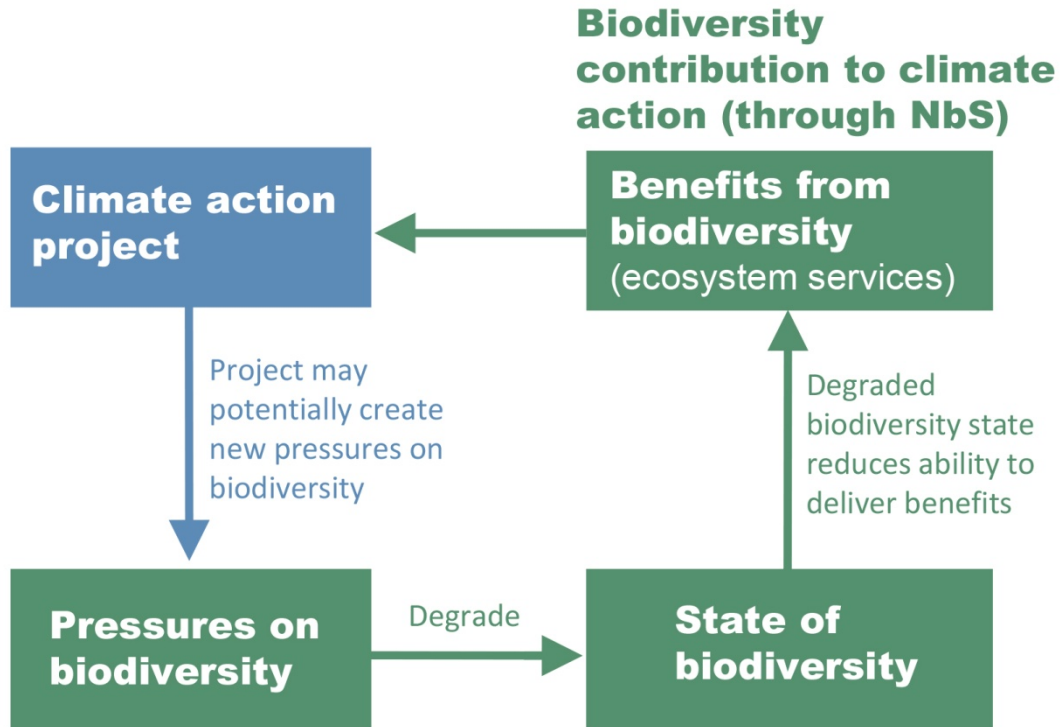 Biodiversity
contribution to climate
action (through NbS)
Climate action
project
Benefits from
biodiversity
(ecosystem services)
Project may
potentially create
new pressures on
biodiversity
Degraded
biodiversity state
reduces ability to
deliver benefits
Pressures on
biodiversity
Degrade
State of
biodiversity